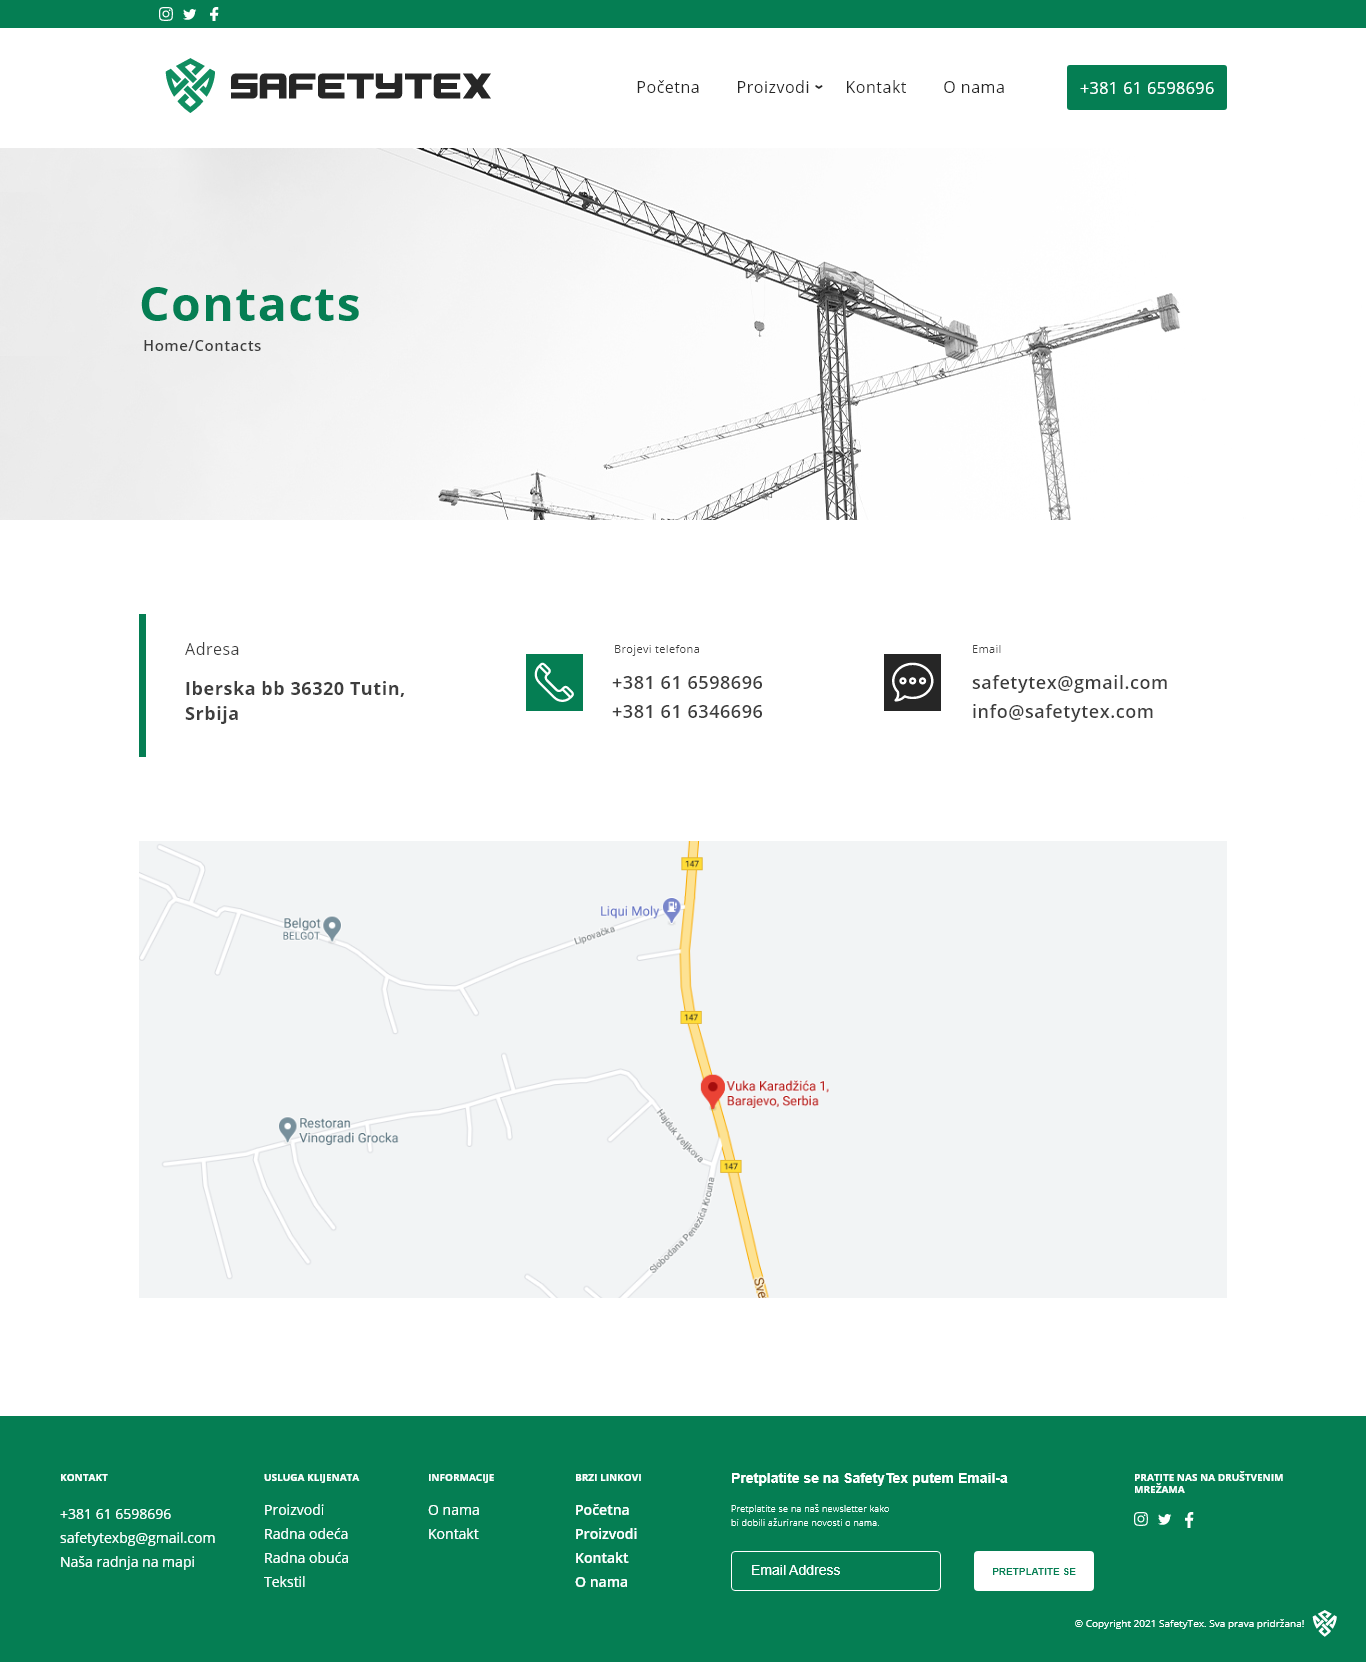 SAFETYTEX
Početna Proizvodi Kontakt O nama
+381 61 6598696
Contacts
Home/Contacts
Adresa
Iberska bb 36320 Tutin,
Srbija
Brojevi telefona
+381 61 6598696
+381 61 6346696
Email
safetytex@gmail.com
info@safetytex.com
147
Liqui Moly
Belgot
BELGOT
Lipovačka
147
Vuka Karadžića 1,
Barajevo, Serbia
Restoran
Vinogradi Grocka
Hajduk Veljkova
147
Slobodana Penezića Krcuna
Sve
KONTAKT
+381 61 6598696
safetytexbg@gmail.com
Naša radnja na mapi
USLUGA KLIJENATA
Proizvodi
Radna odeća
Radna obuća
Tekstil
INFORMACIJE
O nama
Kontakt
BRZI LINKOVI
Početna
Proizvodi
Kontakt
O nama
Pretplatite se na SafetyTex putem Email-a
Pretplatite se na naš newsletter kako
bi dobili ažurirane novosti o nama.
Email Address
PRETPLATITE SE
PRATITE NAS NA DRUŠTVENIM
MREŽAMA
© Copyright 2021 SafetyTex. Sva prava pridržana!